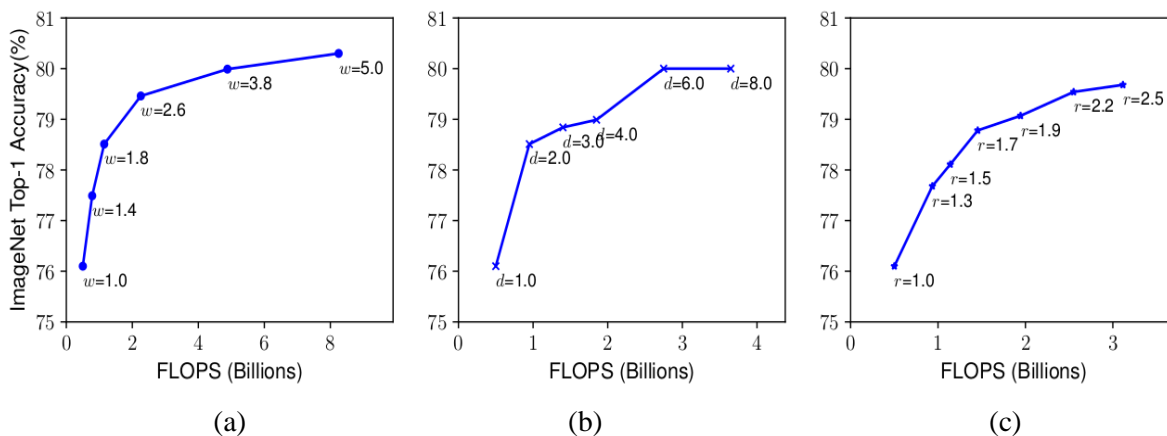 ImageNet Top-1 Accuracy(%)
81
80
79
78
77
76
75
0 2 4 6 8
FLOPS (Billions)
w=1.0
w=1.4
w=1.8
w=2.6
w=3.8
w=5.0
(a)
81
80
79
78
77
76
75
0 1 2 3 4
FLOPS (Billions)
d=1.0
d=2.0
d=3.0
d=4.0
d=6.0
d=8.0
(b)
81
80
79
78
77
76
75
0 1 2 3
FLOPS (Billions)
r=1.0
r=1.3
r=1.5
r=1.7
r=1.9
r=2.2
r=2.5
(c)